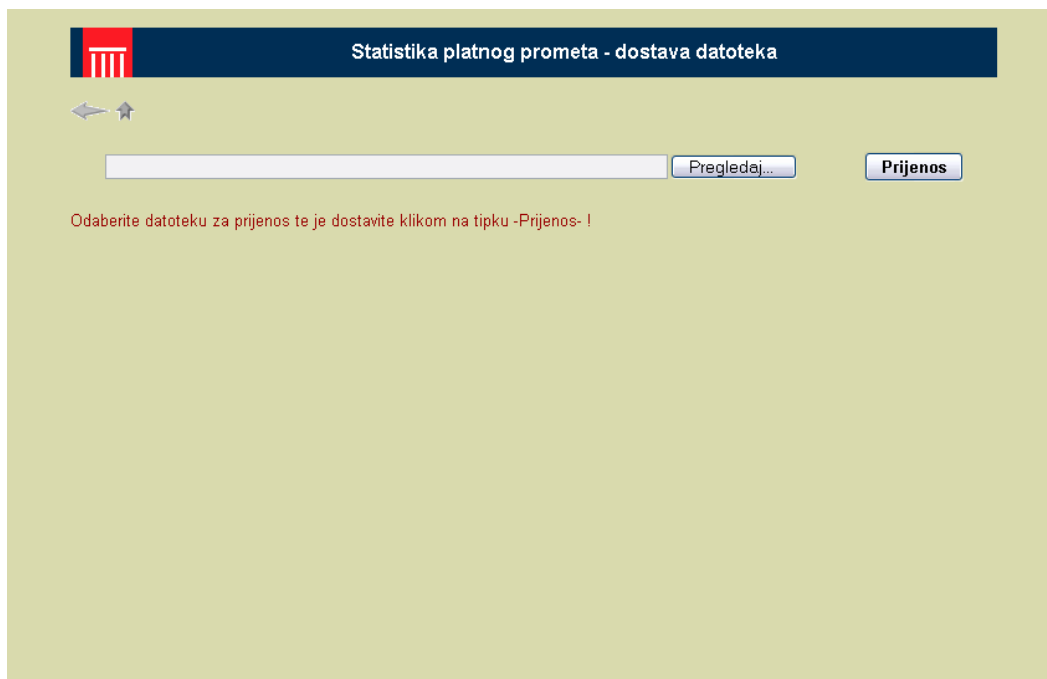 Statistika platnog prometa - dostava datoteka
Pregledaj...
Prijenos
Odaberite datoteku za prijenos te je dostavite klikom na tipku -Prijenos- !